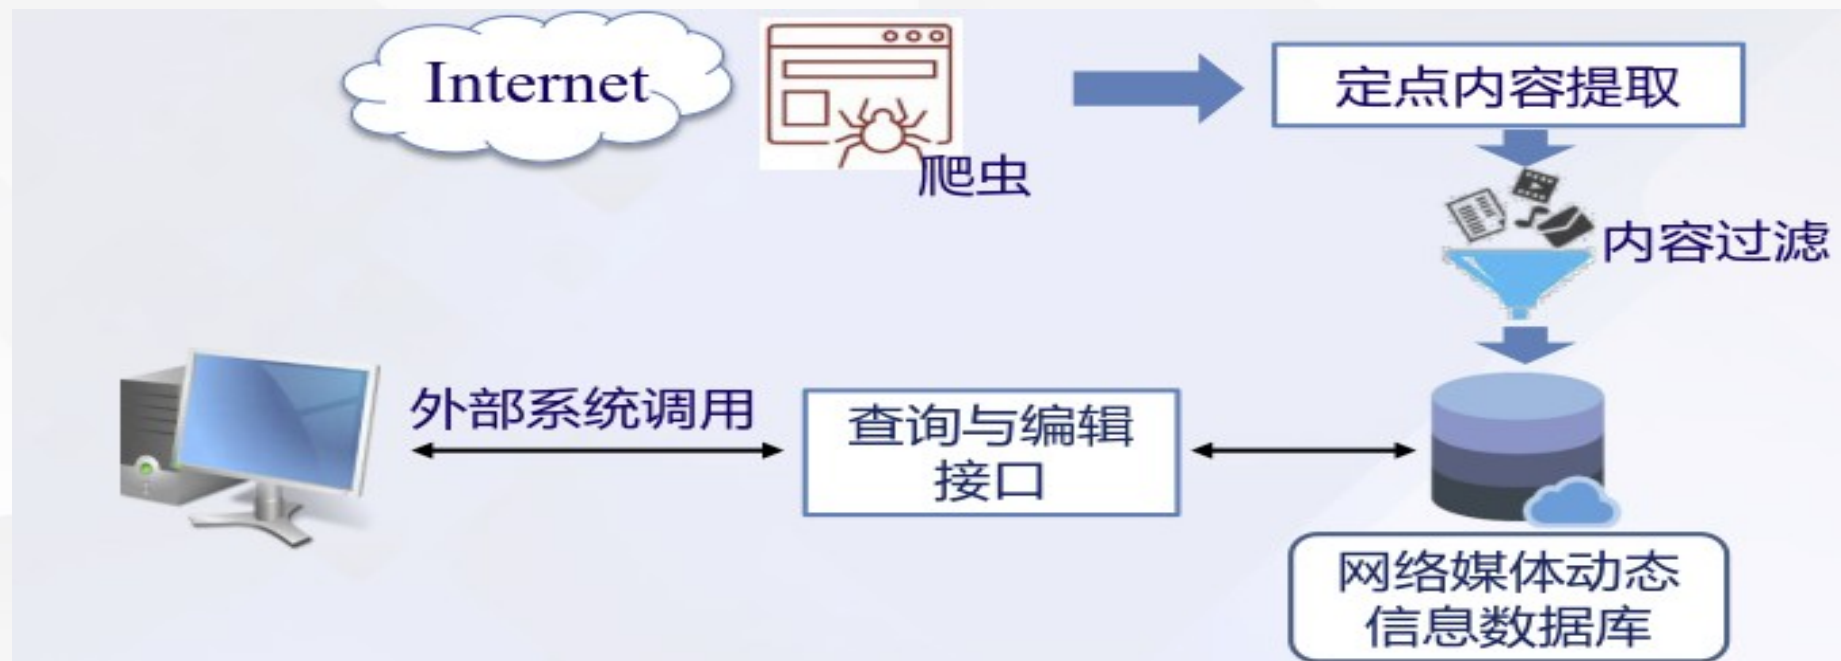 Internet
爬虫
定点内容提取
内容过滤
外部系统调用
查询与编辑
接口
网络媒体动态
信息数据库